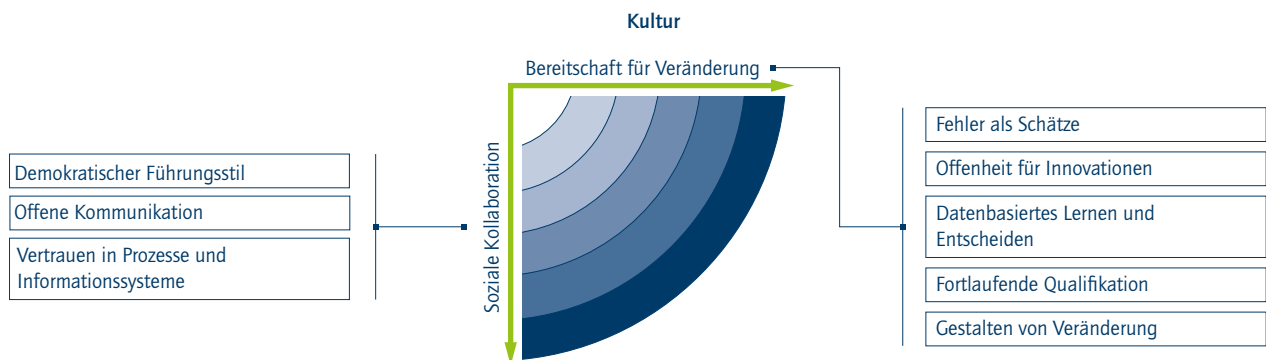 Kultur
Bereitschaft für Veränderung
Soziale Kollaboration
Demokratischer Führungsstil
Offene Kommunikation
Vertrauen in Prozesse und
Informationssysteme
Fehler als Schätze
Offenheit für Innovationen
Datenbasiertes Lernen und
Entscheiden
Fortlaufende Qualifikation
Gestalten von Veränderung